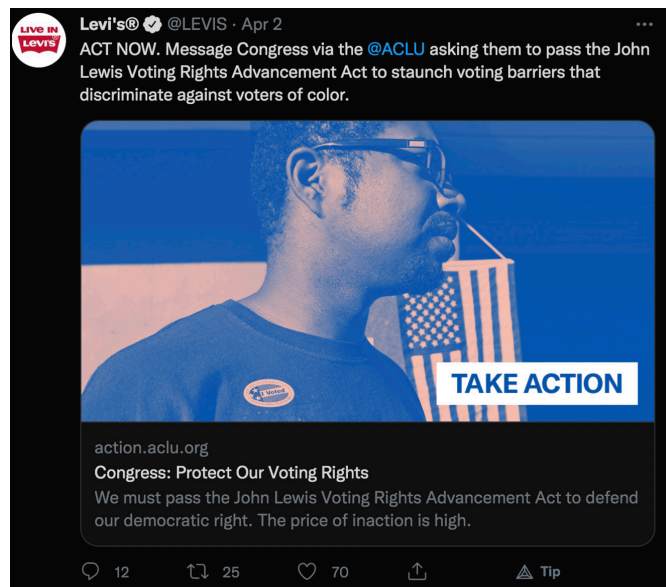 LIVE IN
LEVI'S
Levi's® @LEVIS · Apr 2
ACT NOW. Message Congress via the @ACLU asking them to pass the John
Lewis Voting Rights Advancement Act to staunch voting barriers that
discriminate against voters of color.
I Voted
TAKE ACTION
action.aclu.org
Congress: Protect Our Voting Rights
We must pass the John Lewis Voting Rights Advancement Act to defend
our democratic right. The price of inaction is high.
12 25 70 Tip